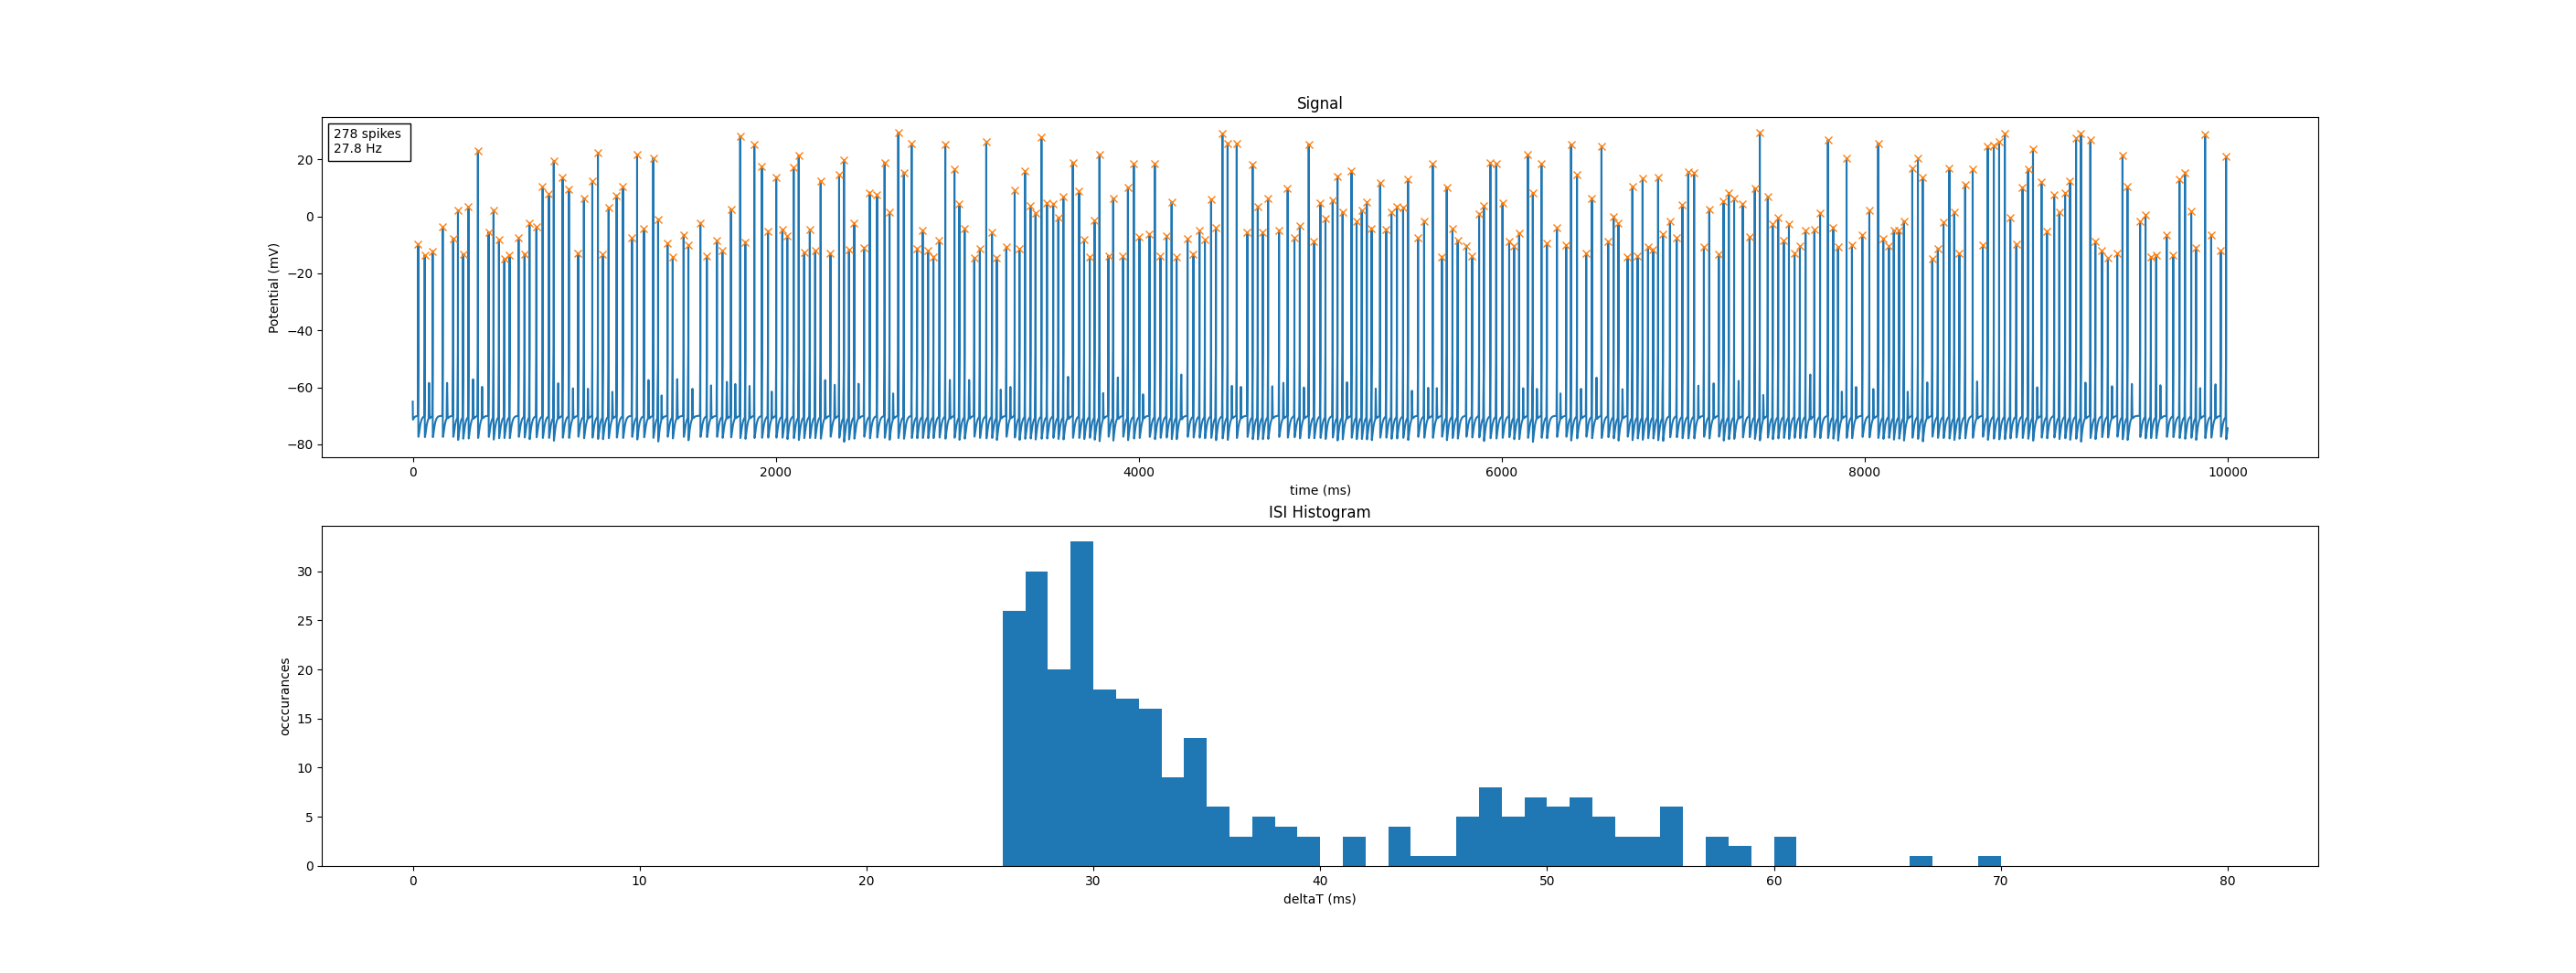 Signal
278 spikes
27.8 Hz
20
0
−20
−40
−60
−80
Potential (mV)
0 2000 4000 6000 8000 10000
time (ms)
ISI Histogram
30
25
20
15
10
5
0
occcurances
0 10 20 30 40 50 60 70 80
deltaT (ms)